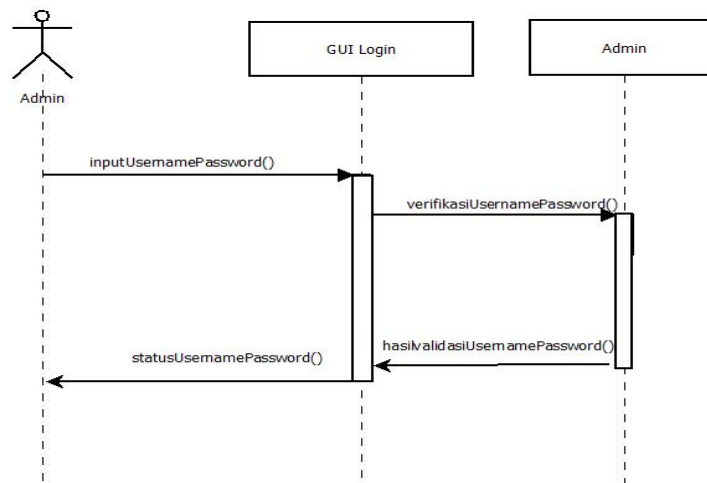 GUI Login
Admin
Admin
inputUsernamePassword()
verifikasiUsernamePassword()
hasilvalidasiUsernamePassword()
statusUsernamePassword()